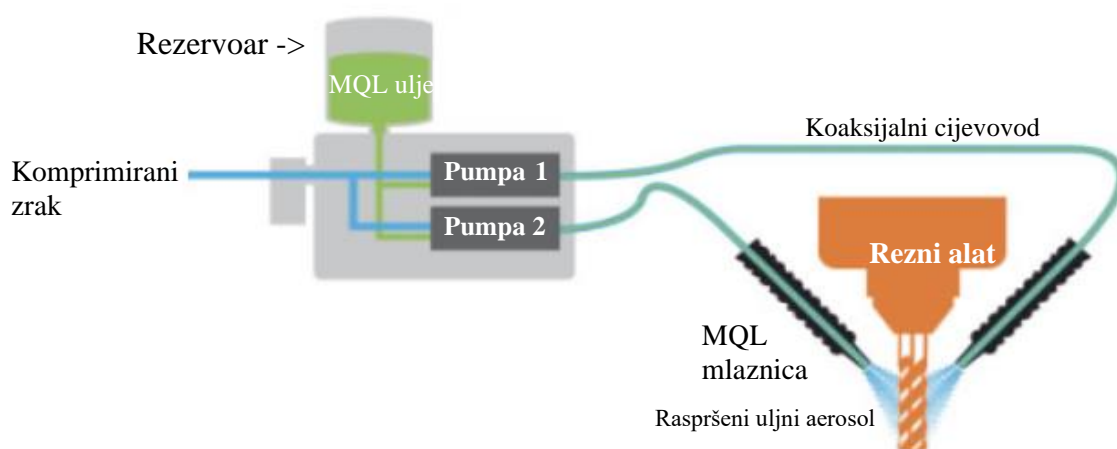 Rezervoar ->
MQL ulje
Koaksijalni cijevovod
Komprimirani
zrak
Pumpa 1
Pumpa 2
Rezni alat
MQL
mlaznica
Raspršeni uljni aerosol